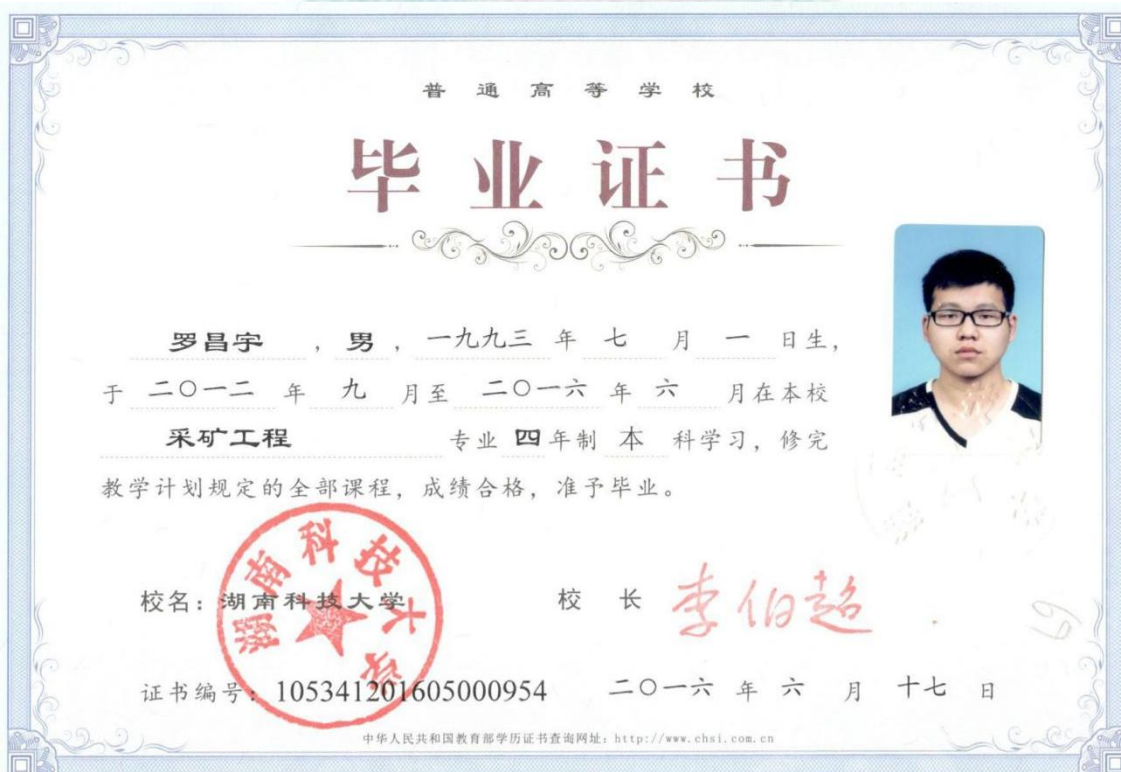 普通高等学校
毕业证书
罗昌宇，男，一九九三年七月一日生，
于二〇一二年九月至二〇一六年六月在本校
采矿工程专业四年制本科学习，修完
教学计划规定的全部课程，成绩合格，准予毕业。
湖南科技大学
校名：湖南科技大学 校长 李伯超
证书编号：105341201605000954 二〇一六年六月十七日
中华人民共和国教育部学历证书查询网址：http://www.chsi.com.cn